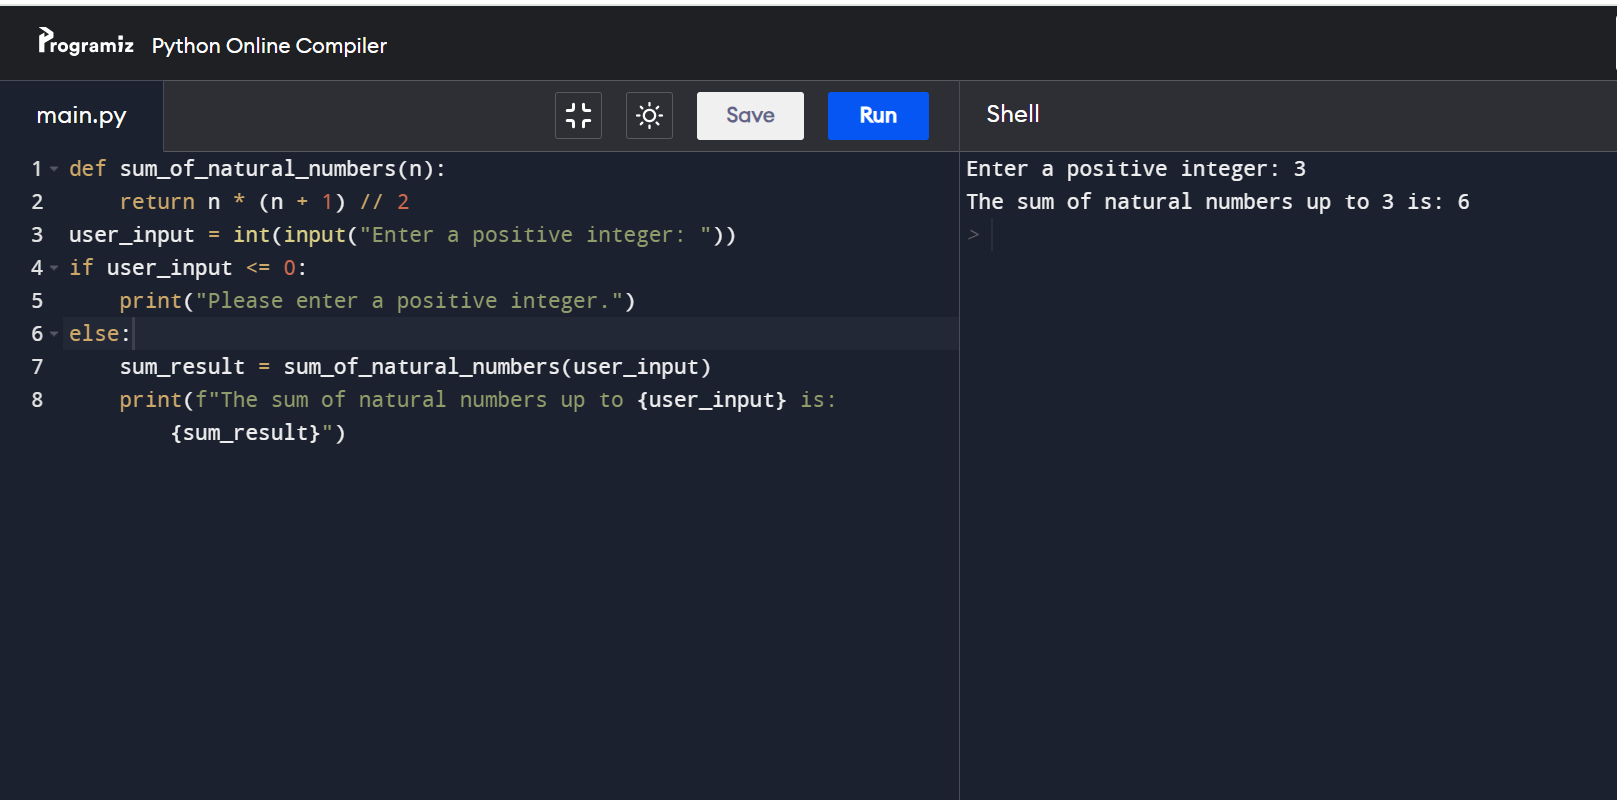 Programiz Python Online Compiler
main.py
Save
Run
Shell
1 def sum_of_natural_numbers(n):
2     return n * (n + 1) // 2
3 user_input = int(input("Enter a positive integer: "))
4 if user_input <= 0:
5     print("Please enter a positive integer.")
6 else:
7     sum_result = sum_of_natural_numbers(user_input)
8     print(f"The sum of natural numbers up to {user_input} is:
        {sum_result}")
Enter a positive integer: 3
The sum of natural numbers up to 3 is: 6
>